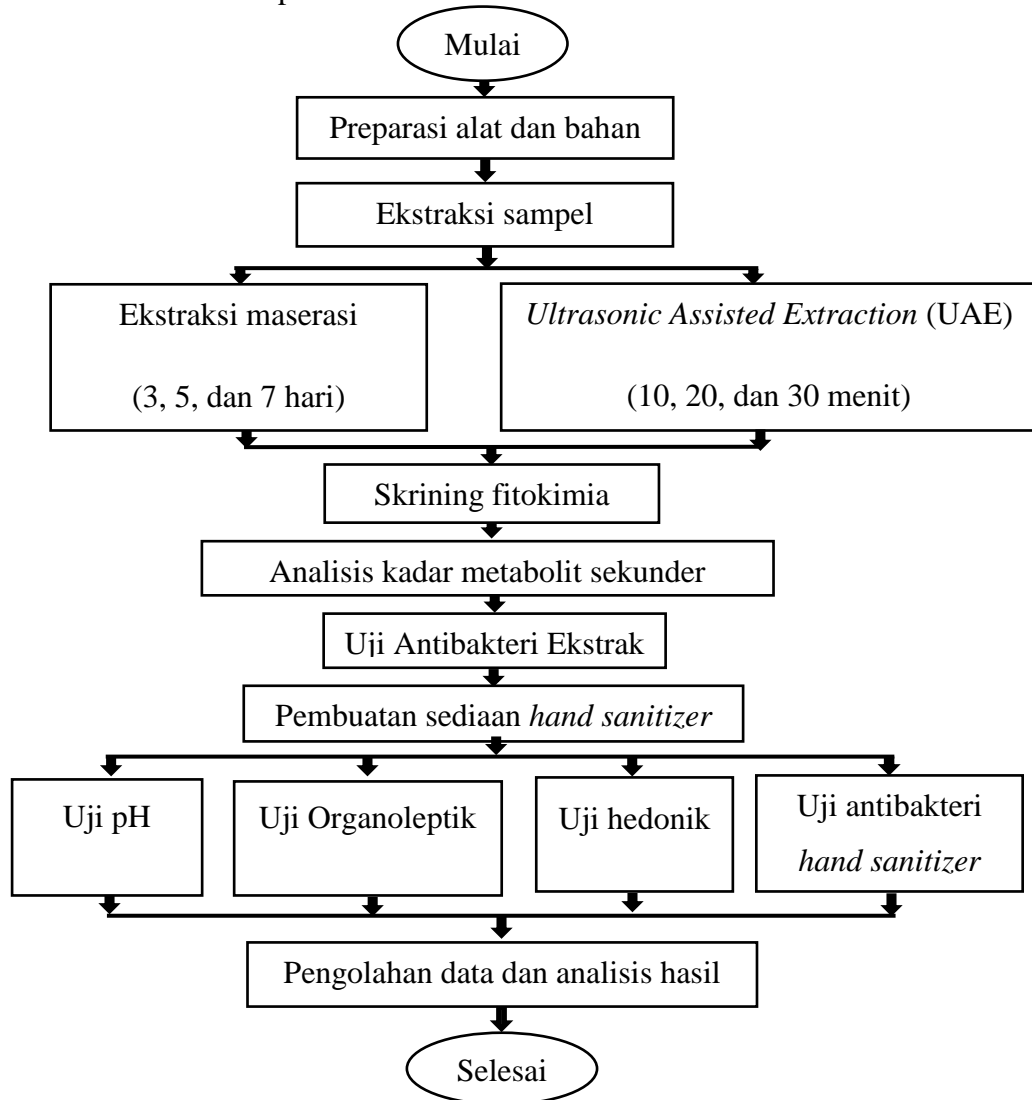 Mulai
Preparasi alat dan bahan
Ekstraksi sampel
Ekstraksi maserasi
(3, 5, dan 7 hari)
Ultrasonic Assisted Extraction (UAE)
(10, 20, dan 30 menit)
Skrining fitokimia
Analisis kadar metabolit sekunder
Uji Antibakteri Ekstrak
Pembuatan sediaan hand sanitizer
Uji pH
Uji Organoleptik
Uji hedonik
Uji antibakteri
hand sanitizer
Pengolahan data dan analisis hasil
Selesai